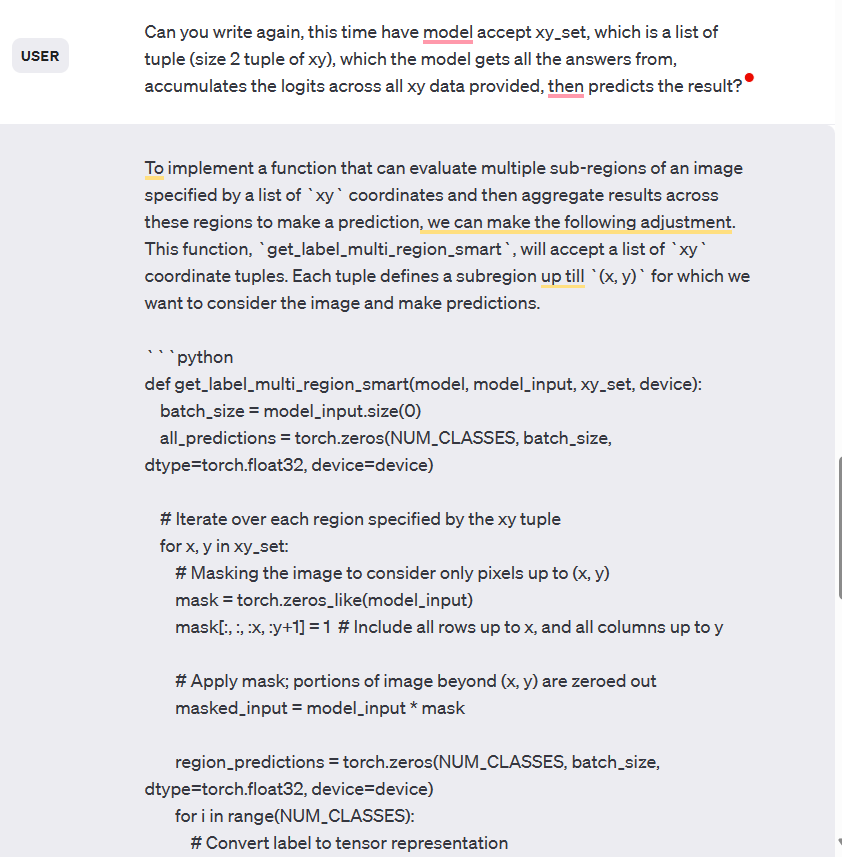 USER
Can you write again, this time have model accept xy_set, which is a list of
tuple (size 2 tuple of xy), which the model gets all the answers from,
accumulates the logits across all xy data provided, then predicts the result?
To implement a function that can evaluate multiple sub-regions of an image
specified by a list of `xy` coordinates and then aggregate results across
these regions to make a prediction, we can make the following adjustment.
This function, `get_label_multi_region_smart`, will accept a list of `xy`
coordinate tuples. Each tuple defines a subregion up till `(x, y)` for which we
want to consider the image and make predictions.
```python
def get_label_multi_region_smart(model, model_input, xy_set, device):
batch_size = model_input.size(0)
all_predictions = torch.zeros(NUM_CLASSES, batch_size,
dtype=torch.float32, device=device)
# Iterate over each region specified by the xy tuple
for x, y in xy_set:
# Masking the image to consider only pixels up to (x, y)
mask = torch.zeros_like(model_input)
mask[:, :, :x, :y+1] = 1 # Include all rows up to x, and all columns up to y
# Apply mask; portions of image beyond (x, y) are zeroed out
masked_input = model_input * mask
region_predictions = torch.zeros(NUM_CLASSES, batch_size,
dtype=torch.float32, device=device)
for i in range(NUM_CLASSES):
# Convert label to tensor representation